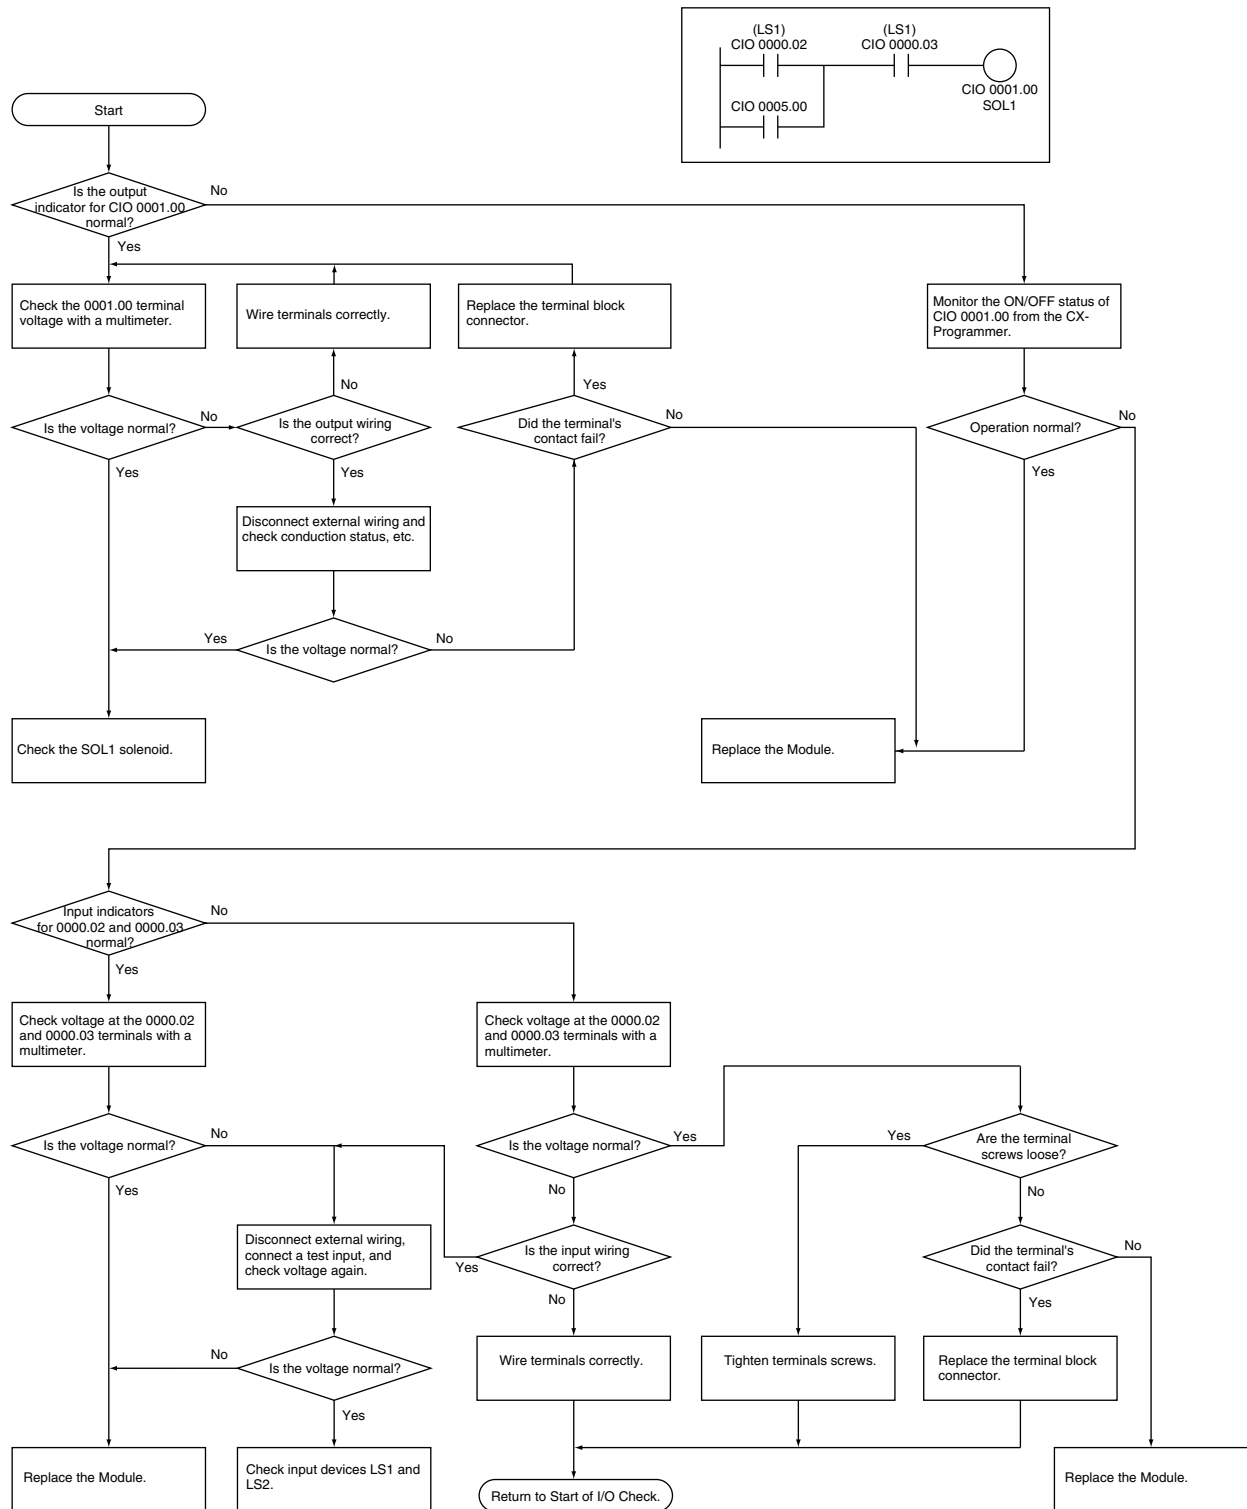 (LS1)
CIO 0000.02
(LS1)
CIO 0000.03
CIO 0001.00
SOL1
CIO 0005.00
Start
Is the output
indicator for CIO 0001.00
normal?
No
Yes
Check the 0001.00 terminal
voltage with a multimeter.
Wire terminals correctly.
Replace the terminal block
connector.
Monitor the ON/OFF status of
CIO 0001.00 from the CX-
Programmer.
No
Yes
Is the voltage normal?
No
Is the output wiring
correct?
Did the terminal's
contact fail?
No
Operation normal?
No
Yes
Yes
Yes
Disconnect external wiring and
check conduction status, etc.
Yes
Is the voltage normal?
No
Check the SOL1 solenoid.
Replace the Module.
Input indicators
for 0000.02 and 0000.03
normal?
No
Yes
Check voltage at the 0000.02
and 0000.03 terminals with a
multimeter.
Check voltage at the 0000.02
and 0000.03 terminals with a
multimeter.
Is the voltage normal?
No
Is the voltage normal?
Yes
Yes
Are the terminal
screws loose?
Yes
No
No
Disconnect external wiring,
connect a test input, and
check voltage again.
Yes
Is the input wiring
correct?
Did the terminal's
contact fail?
No
No
Yes
No
Is the voltage normal?
Wire terminals correctly.
Tighten terminals screws.
Replace the terminal block
connector.
Yes
Replace the Module.
Check input devices LS1 and
LS2.
Return to Start of I/O Check.
Replace the Module.